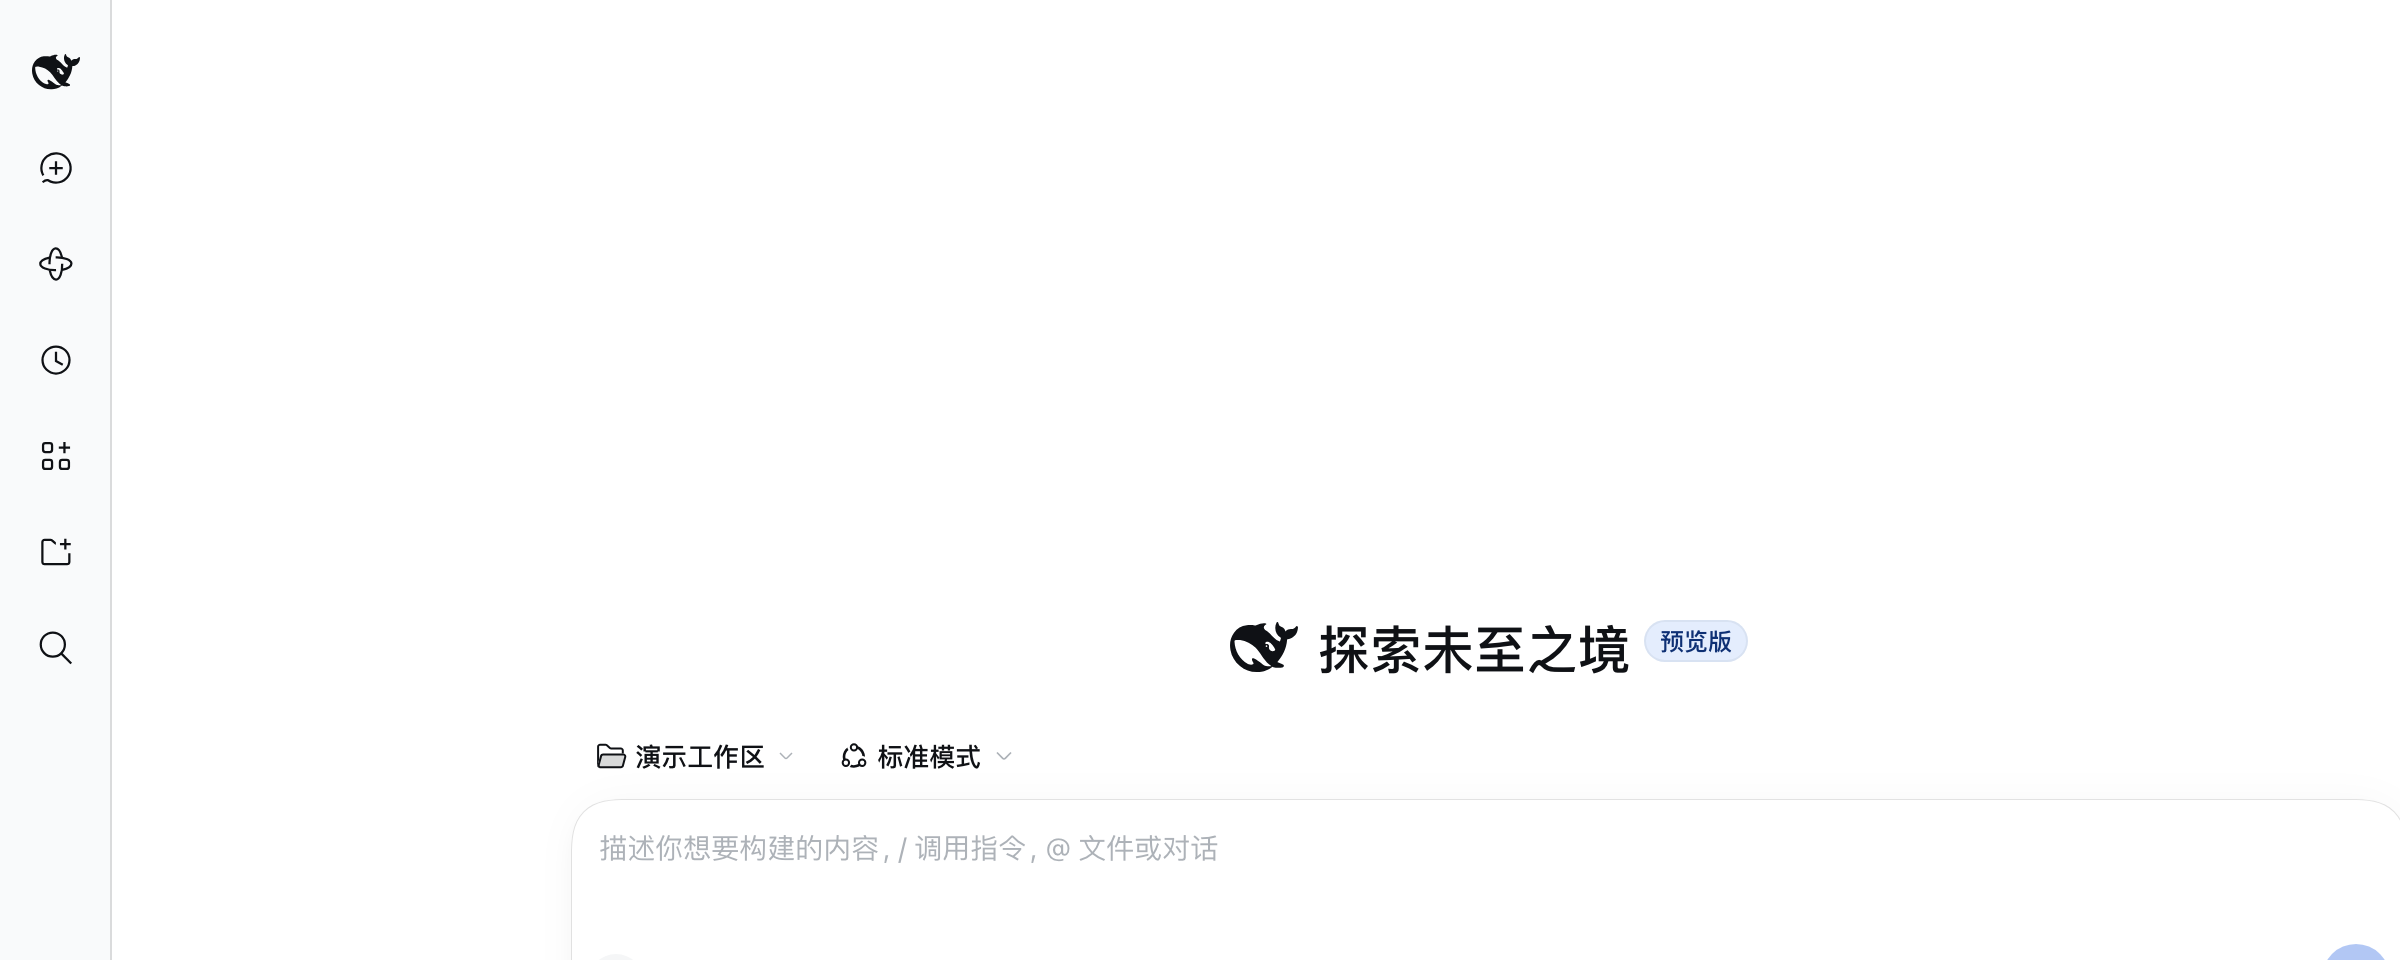 探索未至之境 预览版
演示工作区 标准模式
描述你想要构建的内容, / 调用指令, @ 文件或对话